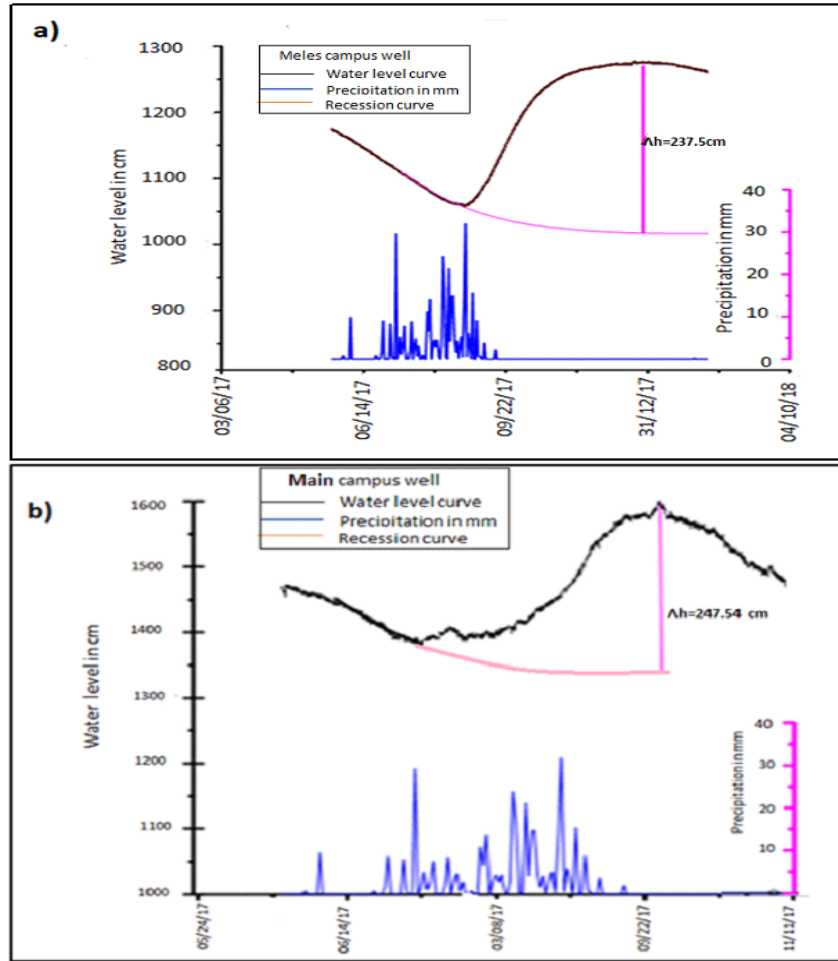 a)
Meles campus well
Water level curve
Precipitation in mm
Recession curve
1300
1200
1100
1000
900
800
Water level in cm
Λh=237.5cm
40
30
20
10
0
Precipitation in mm
03/06/17
06/14/17
09/22/17
31/12/17
04/10/18
b)
Main campus well
Water level curve
Precipitation in mm
Recession curve
1600
1500
1400
1300
1200
1100
1000
Water level in cm
Λh=247.54 cm
40
30
20
10
Precipitation in mm
05/24/17
06/14/17
03/08/17
09/22/17
11/11/17